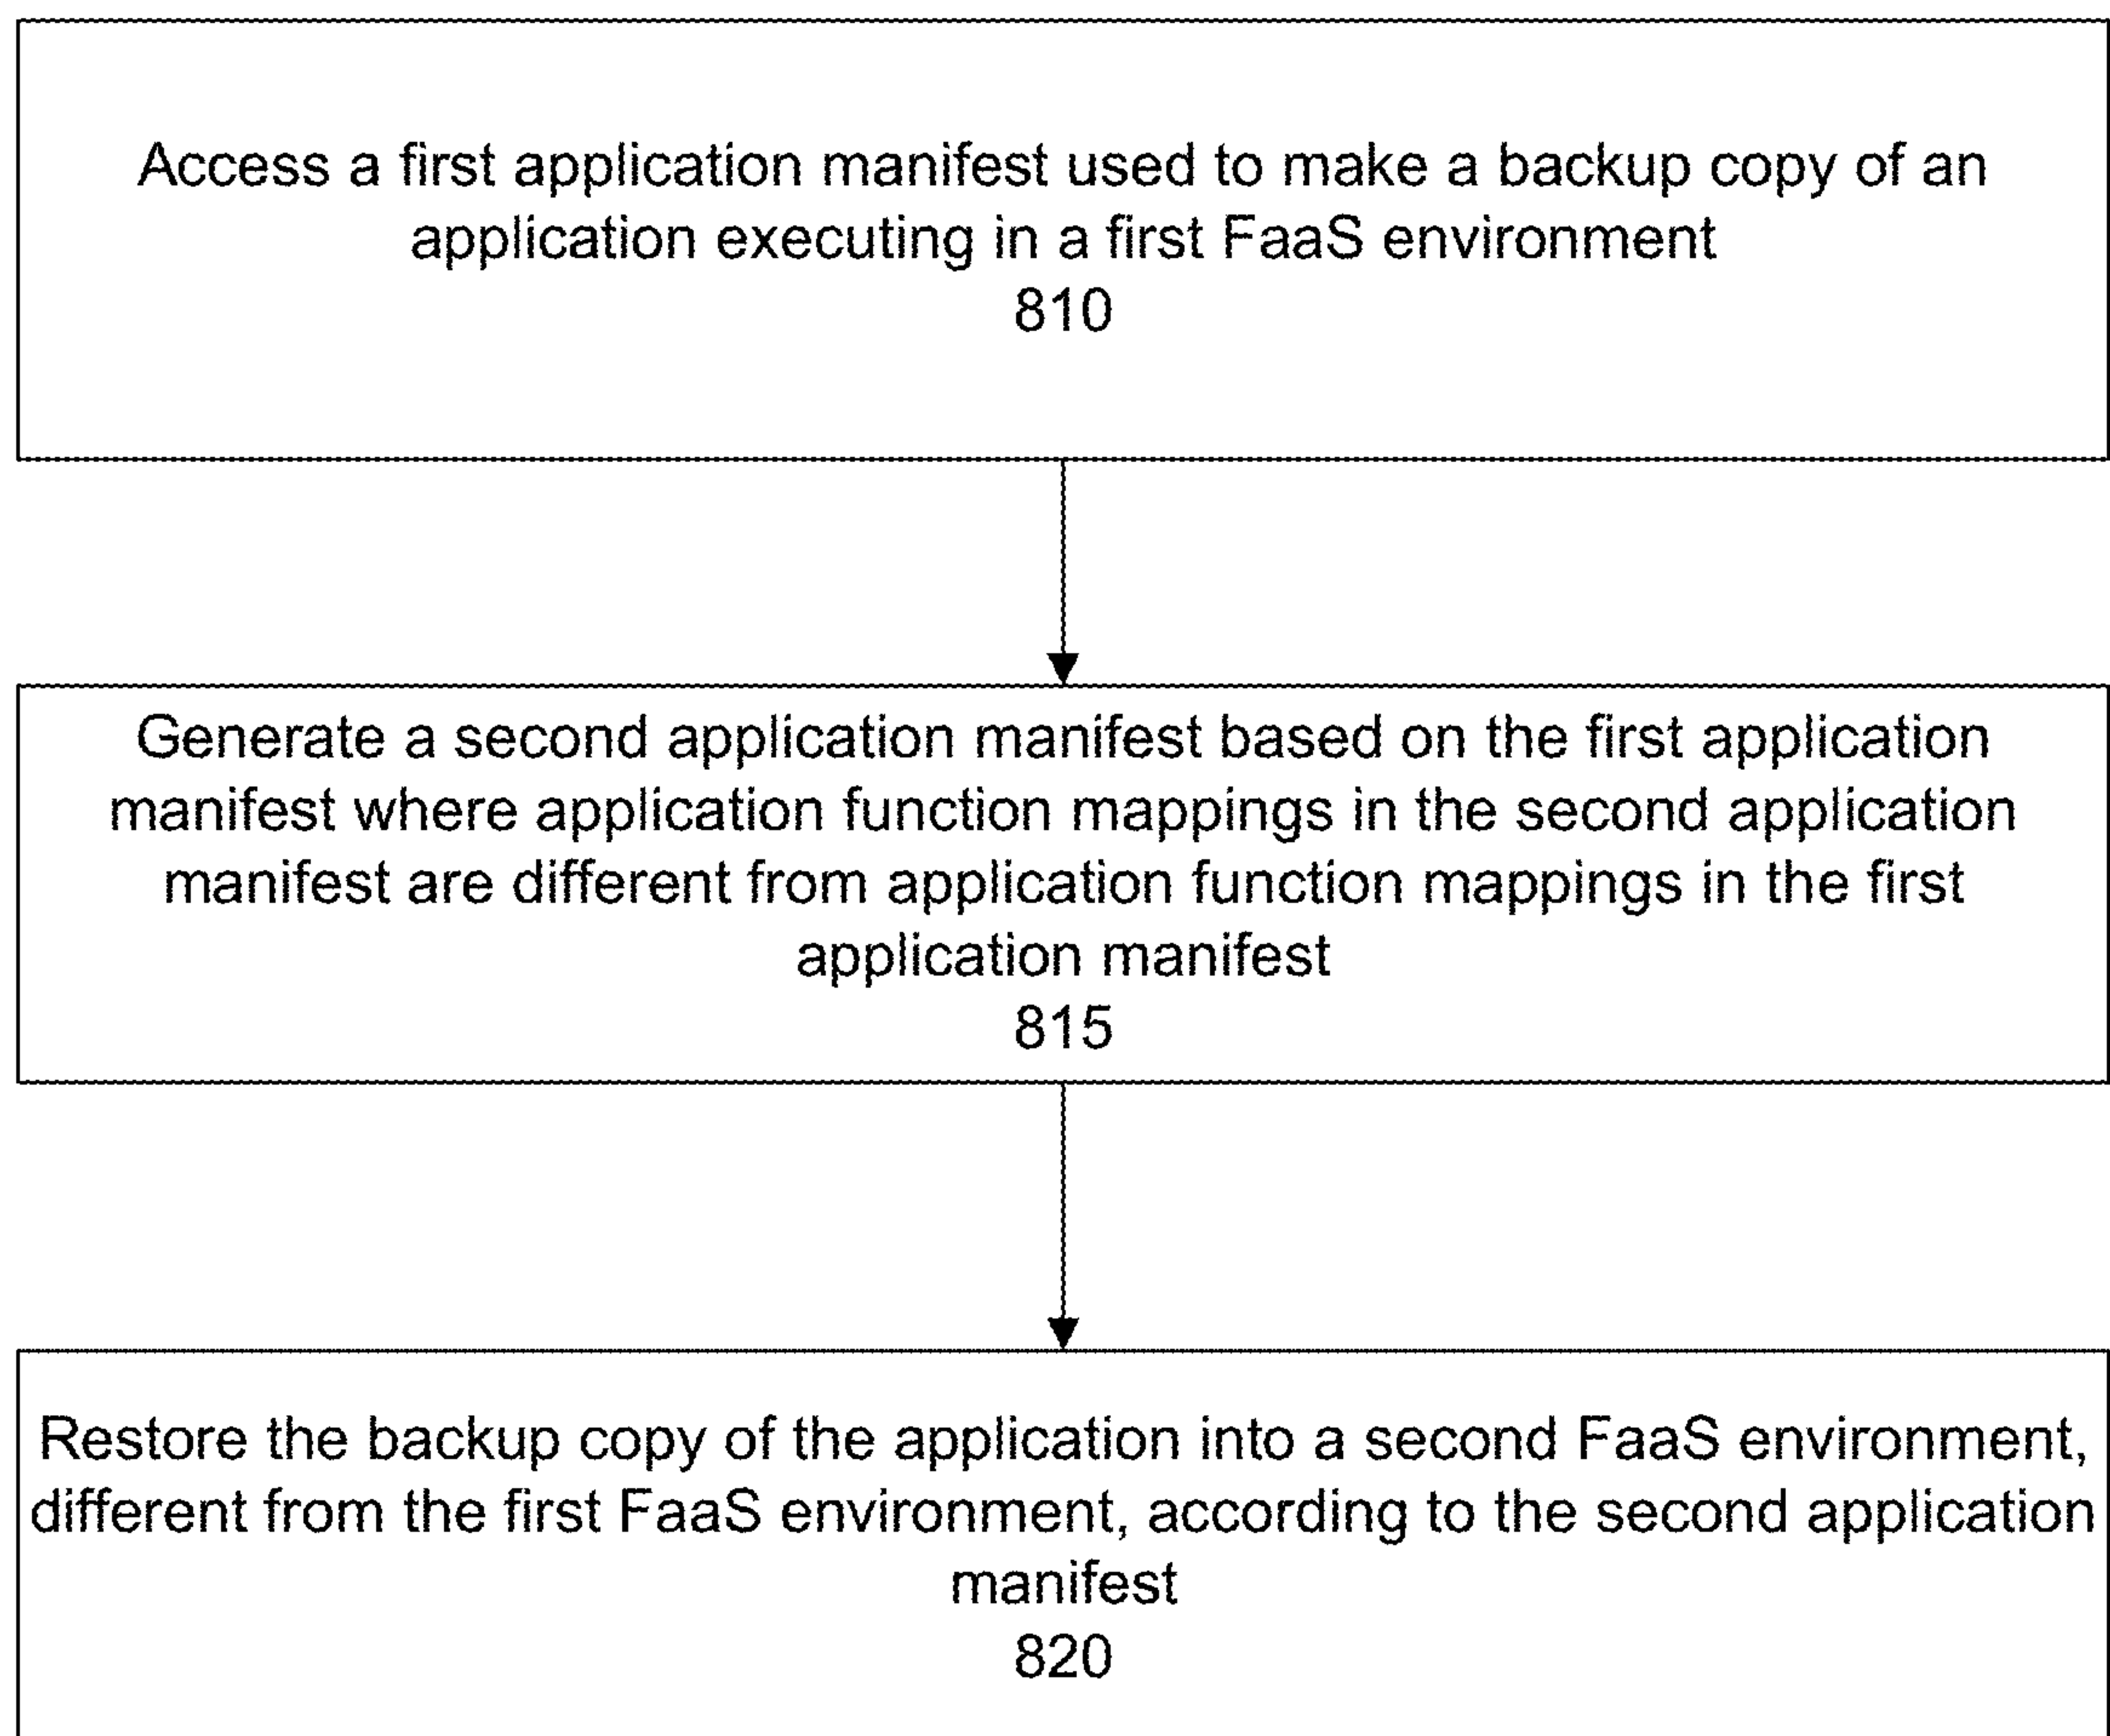 Access a first application manifest used to make a backup copy of an
application executing in a first FaaS environment
810
Generate a second application manifest based on the first application
manifest where application function mappings in the second application
manifest are different from application function mappings in the first
application manifest
815
Restore the backup copy of the application into a second FaaS environment,
different from the first FaaS environment, according to the second application
manifest
820